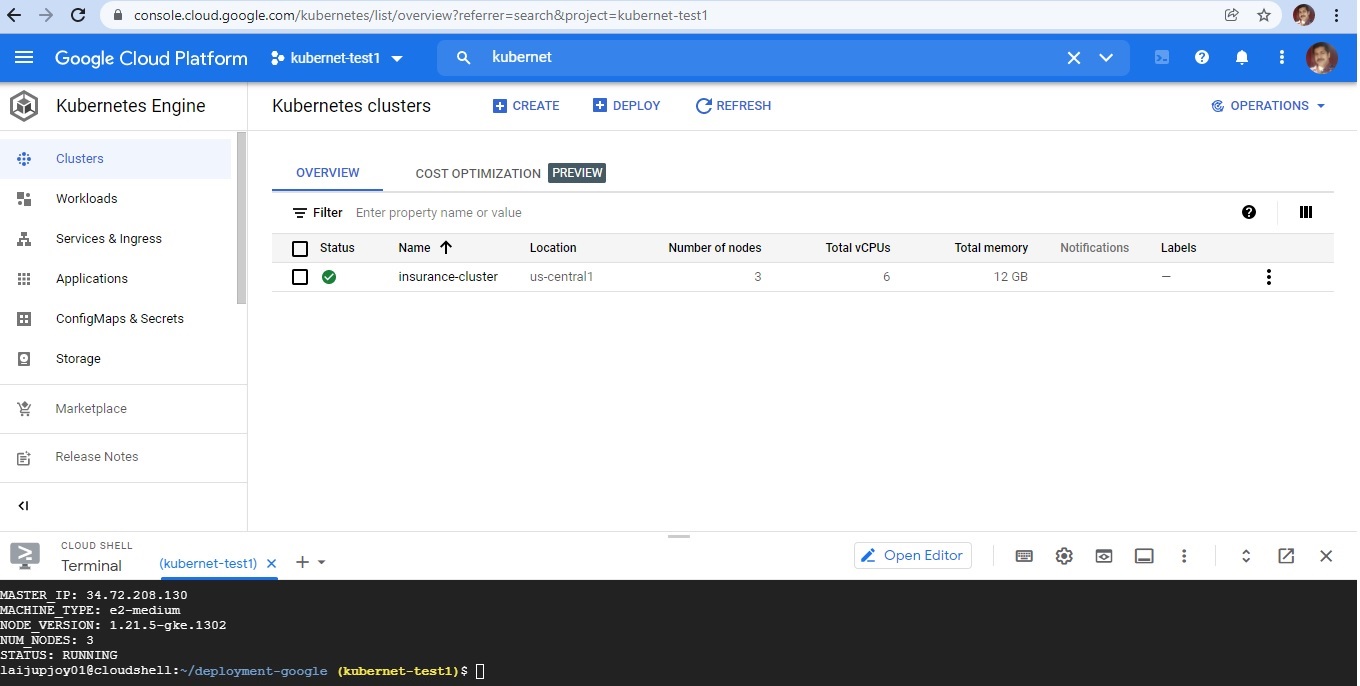 console.cloud.google.com/kubernetes/list/overview?referrer=search&project=kubernet-test1
Google Cloud Platform
kubernet-test1
kubernet
Kubernetes Engine
Kubernetes clusters
CREATE
DEPLOY
REFRESH
OPERATIONS
Clusters
Workloads
Services & Ingress
Applications
ConfigMaps & Secrets
Storage
Marketplace
Release Notes
OVERVIEW
COST OPTIMIZATION PREVIEW
Filter Enter property name or value
Status Name Location Number of nodes Total vCPUs Total memory Notifications Labels
insurance-cluster us-central1 3 6 12 GB —
CLOUD SHELL
Terminal
(kubernet-test1)
Open Editor
MASTER_IP: 34.72.208.130
MACHINE_TYPE: e2-medium
NODE_VERSION: 1.21.5-gke.1302
NUM_NODES: 3
STATUS: RUNNING
laijupjoy01@cloudshell:~/deployment-google (kubernet-test1)$